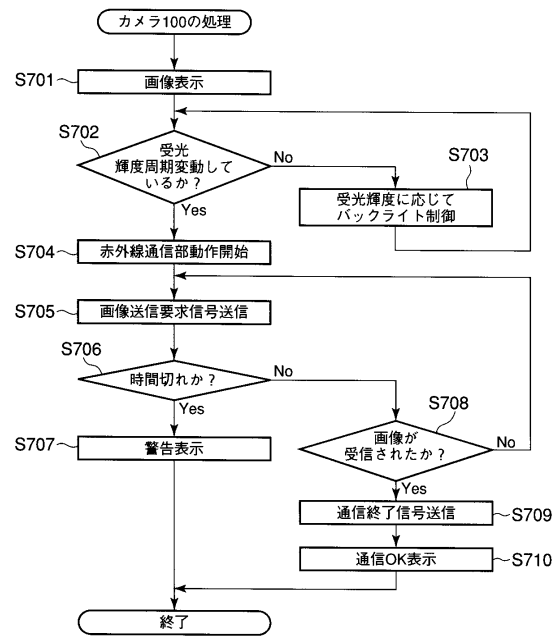 カメラ100の処理
S701
画像表示
S702
受光
輝度周期変動して
いるか？
No
Yes
S703
受光輝度に応じて
バックライト制御
S704
赤外線通信部動作開始
S705
画像送信要求信号送信
S706
時間切れか？
No
Yes
S707
警告表示
S708
画像が
受信されたか？
No
Yes
通信終了信号送信
S709
通信OK表示
S710
終了